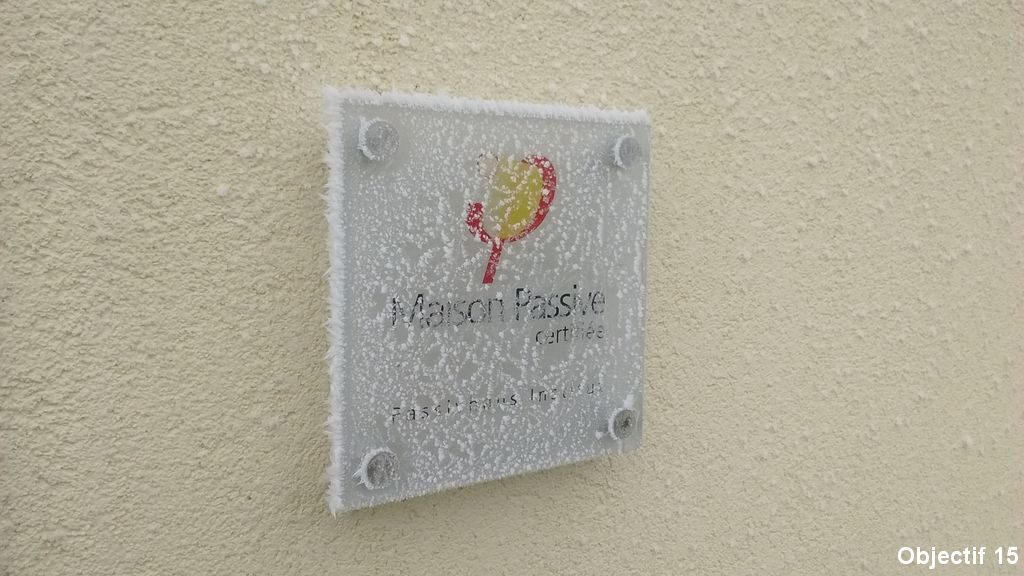 Maison Passive
certifiée
Passivhaus Institut
Objectif 15